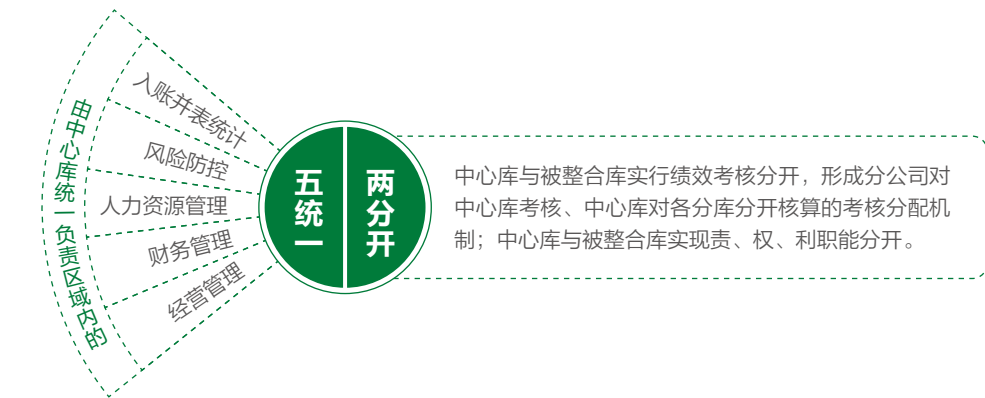 由中心库统一负责区域内的
入账并表统计
风险防控
人力资源管理
财务管理
经营管理
五统一
两分开
中心库与被整合库实行绩效考核分开，形成分公司对
中心库考核、中心库对各分库分开核算的考核分配机
制；中心库与被整合库实现责、权、利职能分开。